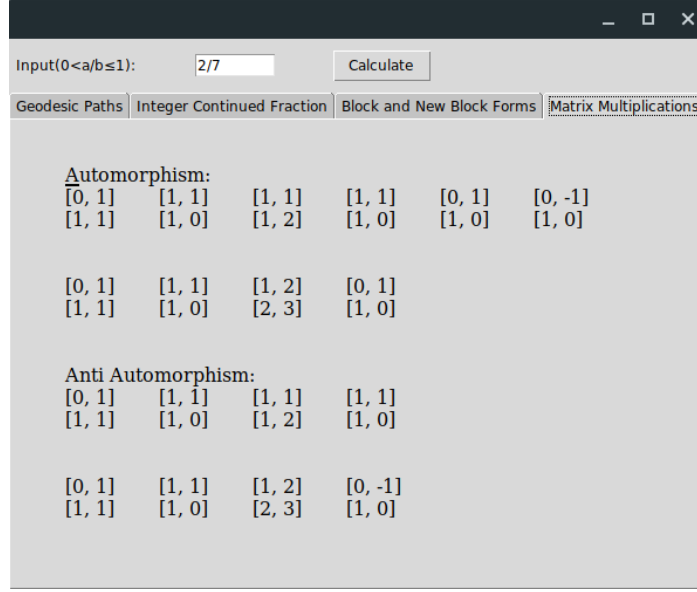 Input(0<a/b≤1): 2/7 Calculate
Geodesic Paths Integer Continued Fraction Block and New Block Forms Matrix Multiplications
Automorphism:
[0, 1] [1, 1] [1, 1] [1, 1] [0, 1] [0, -1]
[1, 1] [1, 0] [1, 2] [1, 0] [1, 0] [1, 0]
[0, 1] [1, 1] [1, 2] [0, 1]
[1, 1] [1, 0] [2, 3] [1, 0]
Anti Automorphism:
[0, 1] [1, 1] [1, 1] [1, 1]
[1, 1] [1, 0] [1, 2] [1, 0]
[0, 1] [1, 1] [1, 2] [0, -1]
[1, 1] [1, 0] [2, 3] [1, 0]